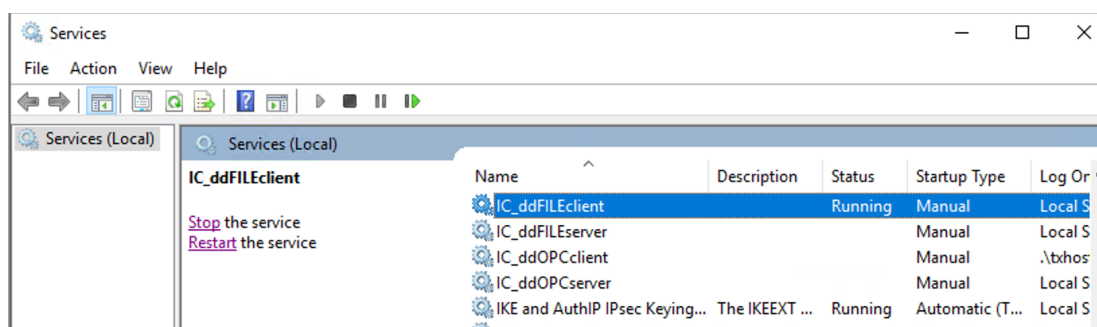 Services
File Action View Help
Services (Local)
Services (Local)
IC_ddFILEclient
Stop the service
Restart the service
Name Description Status Startup Type Log Or
IC_ddFILEclient Running Manual Local S
IC_ddFILEserver Manual Local S
IC_ddOPCclient Manual .\txhos
IC_ddOPCserver Manual Local S
IKE and AuthIP IPsec Keying... The IKEEXT ... Running Automatic (T... Local S